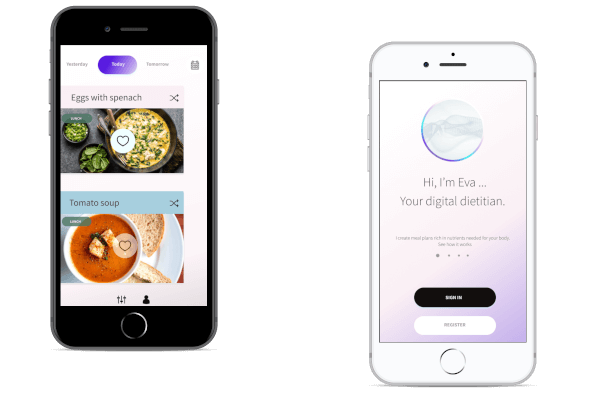 Yesterday Today Tomorrow
Eggs with spenach
LUNCH
Tomato soup
LUNCH
Hi, I'm Eva ...
Your digital dietitian.
I create meal plans rich in nutrients needed for your body.
See how it works.
SIGN IN
REGISTER